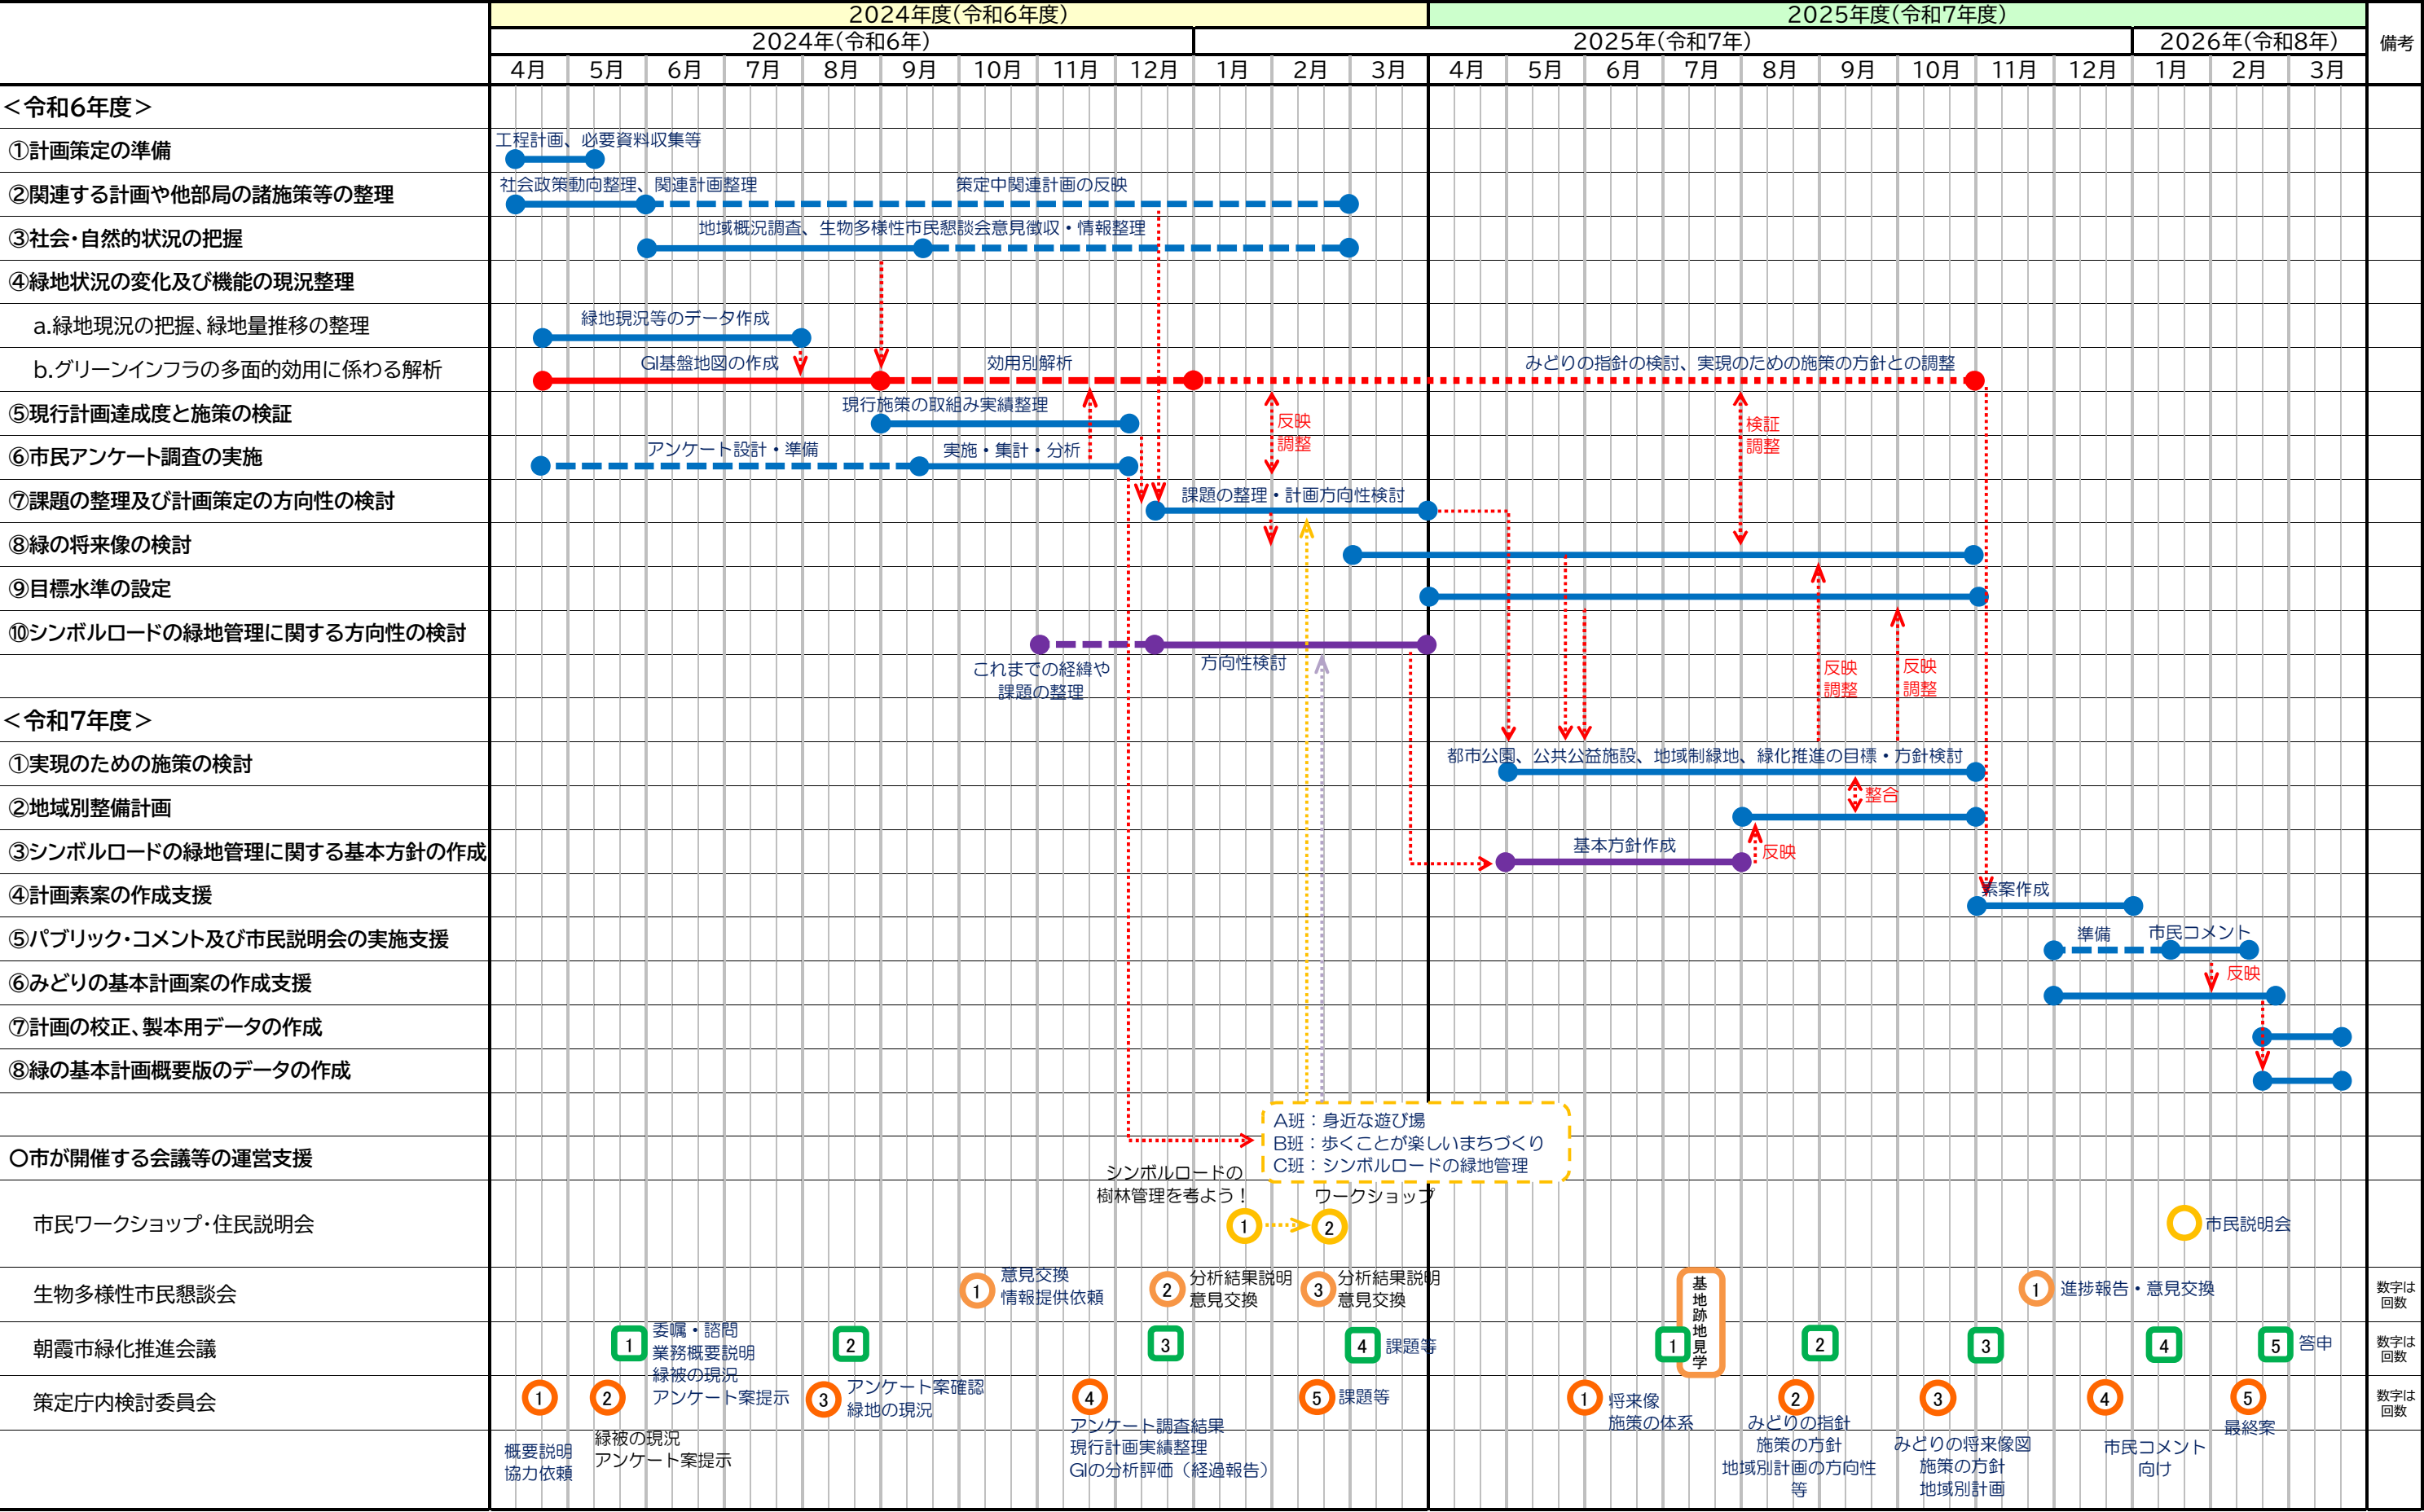 2024年度(令和6年度)
2025年度(令和7年度)
備考
2024年(令和6年)
2025年(令和7年)
2026年(令和8年)
4月 5月 6月 7月 8月 9月 10月 11月 12月 1月 2月 3月 4月 5月 6月 7月 8月 9月 10月 11月 12月 1月 2月 3月
＜令和6年度＞
①計画策定の準備
工程計画、必要資料収集等
②関連する計画や他部局の諸施策等の整理
社会政策動向整理、関連計画整理
策定中関連計画の反映
③社会・自然的状況の把握
地域概況調査、生物多様性市民懇談会意見徴収・情報整理
④緑地状況の変化及び機能の現況整理
a.緑地現況の把握、緑地量推移の整理
緑地現況等のデータ作成
b.グリーンインフラの多面的効用に係わる解析
GI基盤地図の作成
効用別解析
みどりの指針の検討、実現のための施策の方針との調整
⑤現行計画達成度と施策の検証
現行施策の取組み実績整理
反映
調整
検証
調整
⑥市民アンケート調査の実施
アンケート設計・準備
実施・集計・分析
⑦課題の整理及び計画策定の方向性の検討
課題の整理・計画方向性検討
⑧緑の将来像の検討
⑨目標水準の設定
⑩シンボルロードの緑地管理に関する方向性の検討
これまでの経緯や
課題の整理
方向性検討
反映
調整
反映
調整
＜令和7年度＞
①実現のための施策の検討
都市公園、公共公益施設、地域制緑地、緑化推進の目標・方針検討
②地域別整備計画
整合
③シンボルロードの緑地管理に関する基本方針の作成
基本方針作成
反映
④計画素案の作成支援
素案作成
⑤パブリック・コメント及び市民説明会の実施支援
準備
市民コメント
⑥みどりの基本計画案の作成支援
反映
⑦計画の校正、製本用データの作成
⑧緑の基本計画概要版のデータの作成
A班：身近な遊び場
B班：歩くことが楽しいまちづくり
C班：シンボルロードの緑地管理
〇市が開催する会議等の運営支援
シンボルロードの
樹林管理を考よう！
ワークショップ
市民ワークショップ・住民説明会
1
2
市民説明会
生物多様性市民懇談会
1
意見交換
情報提供依頼
2
分析結果説明
意見交換
3
分析結果説明
意見交換
基地跡地見学
1
進捗報告・意見交換
数字は
回数
朝霞市緑化推進会議
1
委嘱・諮問
業務概要説明
緑被の現況
アンケート案提示
2
3
4
課題等
1
2
3
4
5
答申
数字は
回数
策定庁内検討委員会
1
概要説明
協力依頼
2
緑被の現況
アンケート案提示
3
アンケート案確認
緑地の現況
4
アンケート調査結果
現行計画実績整理
GIの分析評価（経過報告）
5
課題等
1
将来像
施策の体系
2
みどりの指針
施策の方針
地域別計画の方向性
等
3
みどりの将来像図
施策の方針
地域別計画
4
市民コメント
向け
5
最終案
数字は
回数